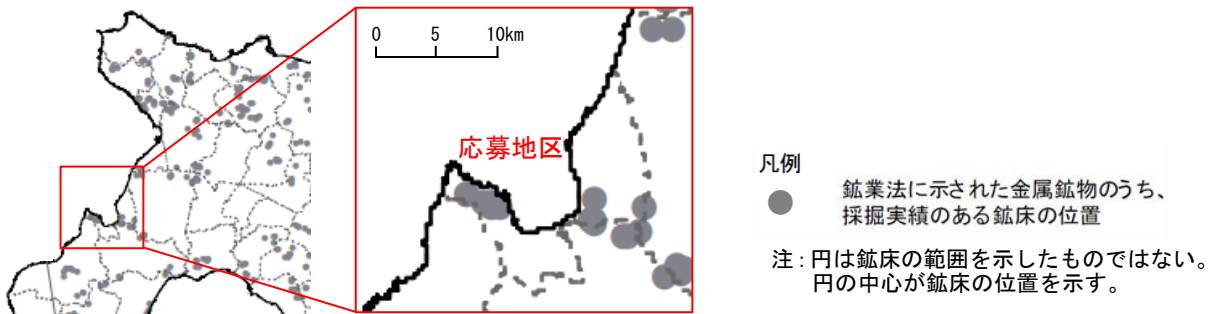 0 5 10km
応募地区
凡例
鉱業法に示された金属鉱物のうち、
採掘実績のある鉱床の位置
注：円は鉱床の範囲を示したものではない。
円の中心が鉱床の位置を示す。